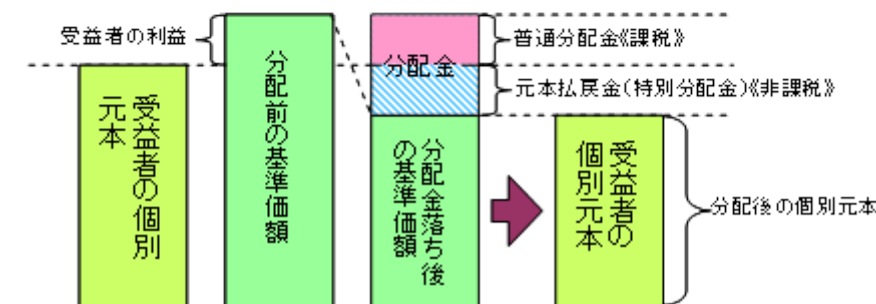 受益者の利益
普通分配金《課税》
分配金
元本払戻金(特別分配金)《非課税》
受益者の個別
元本
分配前の基準価額
分配金落ち後
の基準価額
受益者の
個別元本
分配後の個別元本